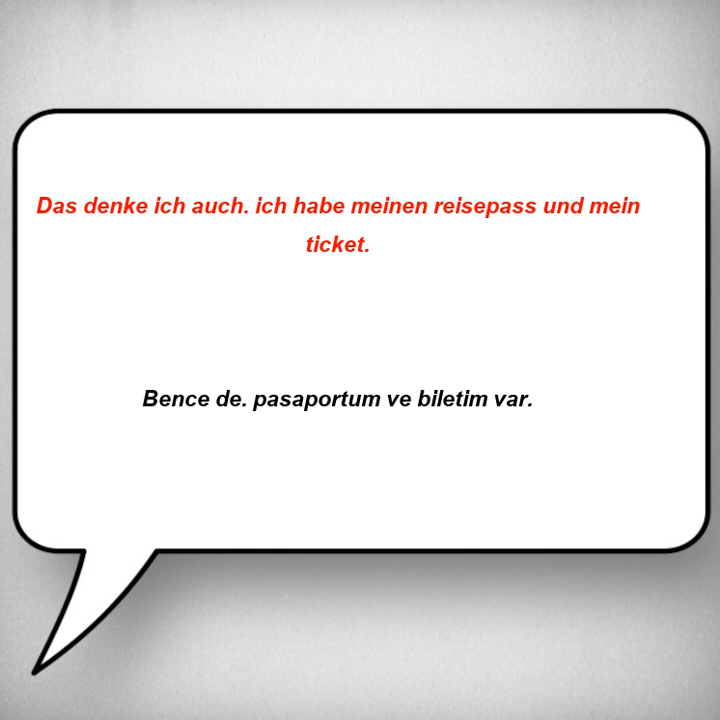 Das denke ich auch. ich habe meinen reisepass und mein
ticket.
Bence de. pasaportum ve biletim var.